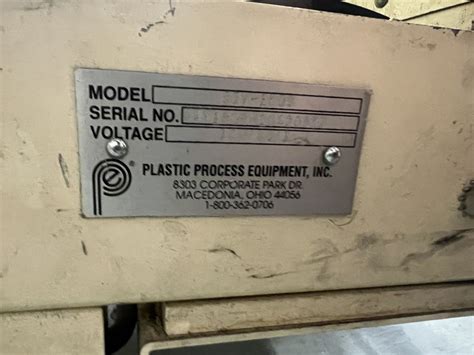 MODEL
SERIAL NO.
VOLTAGE
PLASTIC PROCESS EQUIPMENT, INC.
8303 CORPORATE PARK DR.
MACEDONIA, OHIO 44056
1-800-362-0706